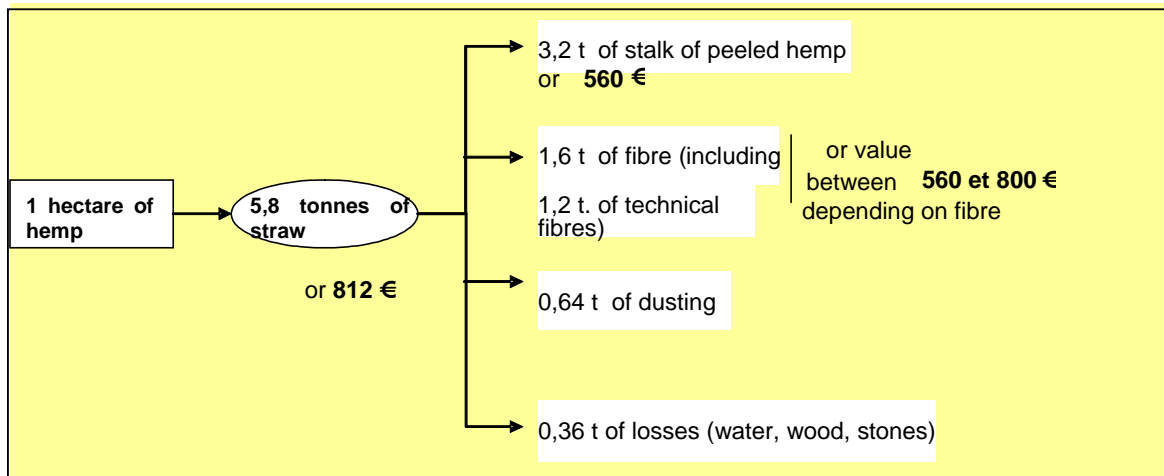 1 hectare of
hemp
5,8 tonnes of
straw
or 812 €
3,2 t of stalk of peeled hemp
or 560 €
1,6 t of fibre (including
1,2 t. of technical
fibres)
or value
between 560 et 800 €
depending on fibre
0,64 t of dusting
0,36 t of losses (water, wood, stones)